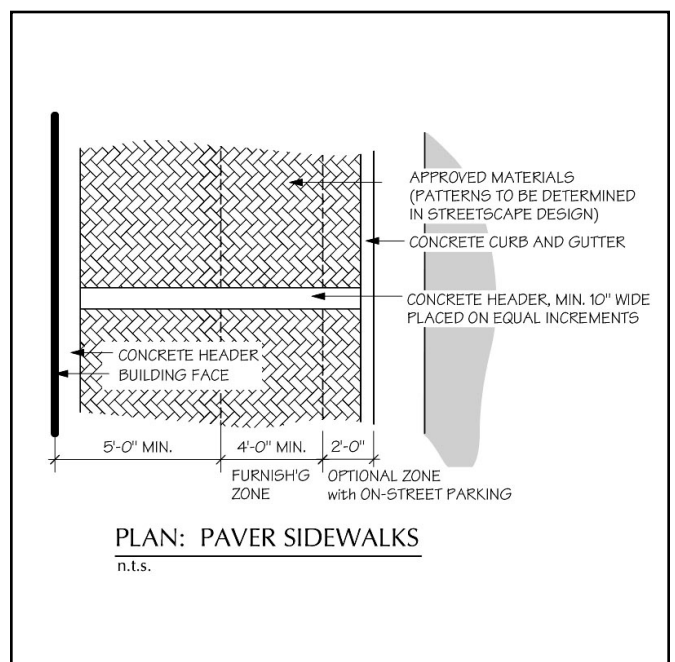 APPROVED MATERIALS
(PATTERNS TO BE DETERMINED
IN STREETSCAPE DESIGN)
CONCRETE CURB AND GUTTER
CONCRETE HEADER, MIN. 10" WIDE
PLACED ON EQUAL INCREMENTS
CONCRETE HEADER
BUILDING FACE
5'-0" MIN.
4'-0" MIN.
2'-0"
FURNISH'G
ZONE
OPTIONAL ZONE
with ON-STREET PARKING
PLAN: PAVER SIDEWALKS
n.t.s.